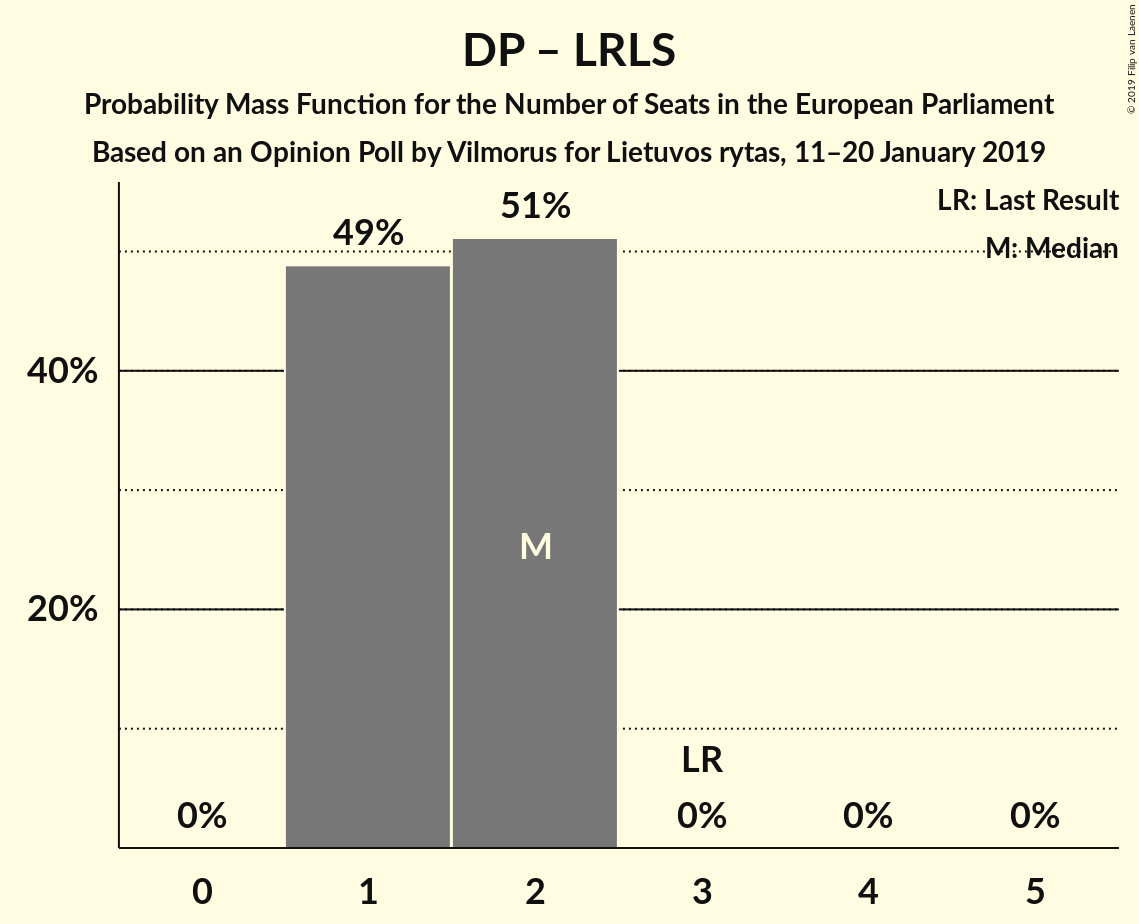 DP – LRLS
Probability Mass Function for the Number of Seats in the European Parliament
Based on an Opinion Poll by Vilmorus for Lietuvos rytas, 11–20 January 2019
© 2019 Filip van Laenen
LR: Last Result
M: Median
49%
51%
40%
20%
M
LR
0%
0%
0%
0%
0
1
2
3
4
5